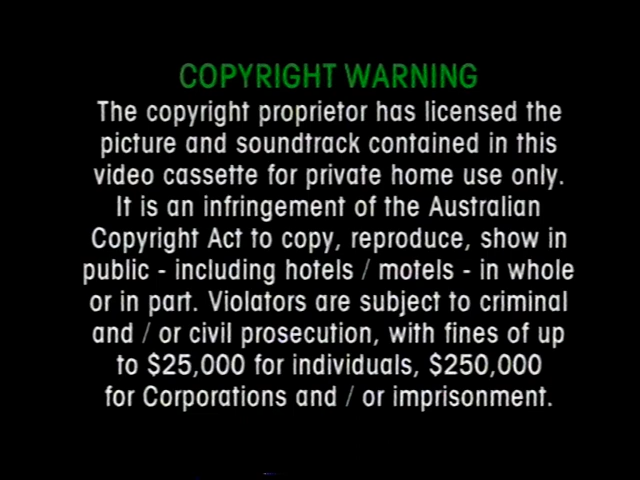 COPYRIGHT WARNING
The copyright proprietor has licensed the
picture and soundtrack contained in this
video cassette for private home use only.
It is an infringement of the Australian
Copyright Act to copy, reproduce, show in
public - including hotels / motels - in whole
or in part. Violators are subject to criminal
and / or civil prosecution, with fines of up
to $25,000 for individuals, $250,000
for Corporations and / or imprisonment.